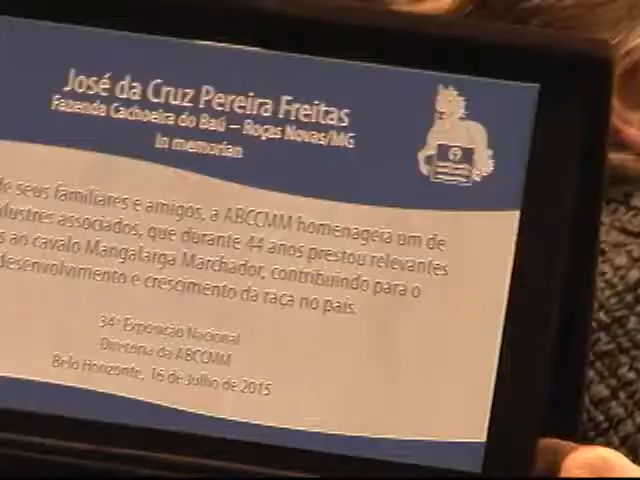 José da Cruz Pereira Freitas
Fazenda Cachoeira do Baú – Roças Novas/MG
In memorian
de seus familiares e amigos, a ABCCMM homenageia um de
ilustres associados, que durante 44 anos prestou relevantes
ao cavalo Mangalarga Marchador, contribuindo para o
desenvolvimento e crescimento da raça no país.
34ª Exposição Nacional
Diretoria da ABCCMM
Belo Horizonte, 16 de Julho de 2015